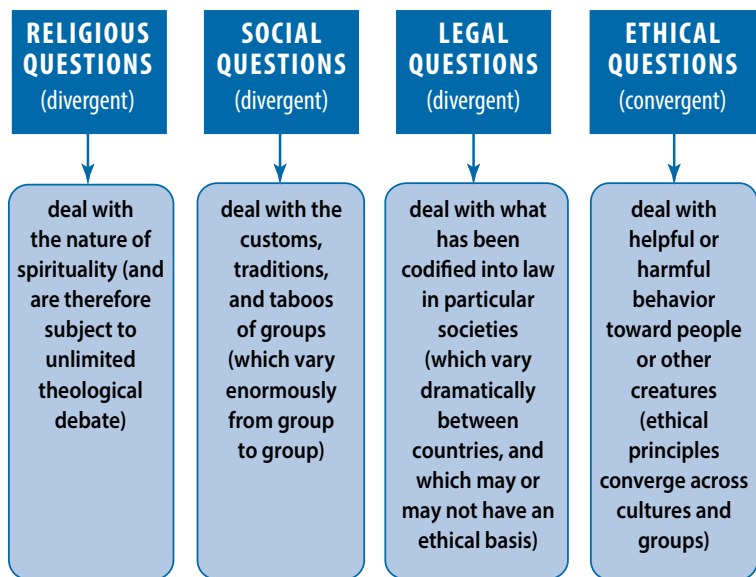 RELIGIOUS
QUESTIONS
(divergent)
deal with
the nature of
spirituality (and
are therefore
subject to
unlimited
theological
debate)
SOCIAL
QUESTIONS
(divergent)
deal with the
customs,
traditions,
and taboos
of groups
(which vary
enormously
from group
to group)
LEGAL
QUESTIONS
(divergent)
deal with what
has been
codified into law
in particular
societies
(which vary
dramatically
between
countries, and
which may or
may not have an
ethical basis)
ETHICAL
QUESTIONS
(convergent)
deal with
helpful or
harmful
behavior
toward people
or other
creatures
(ethical
principles
converge across
cultures and
groups)